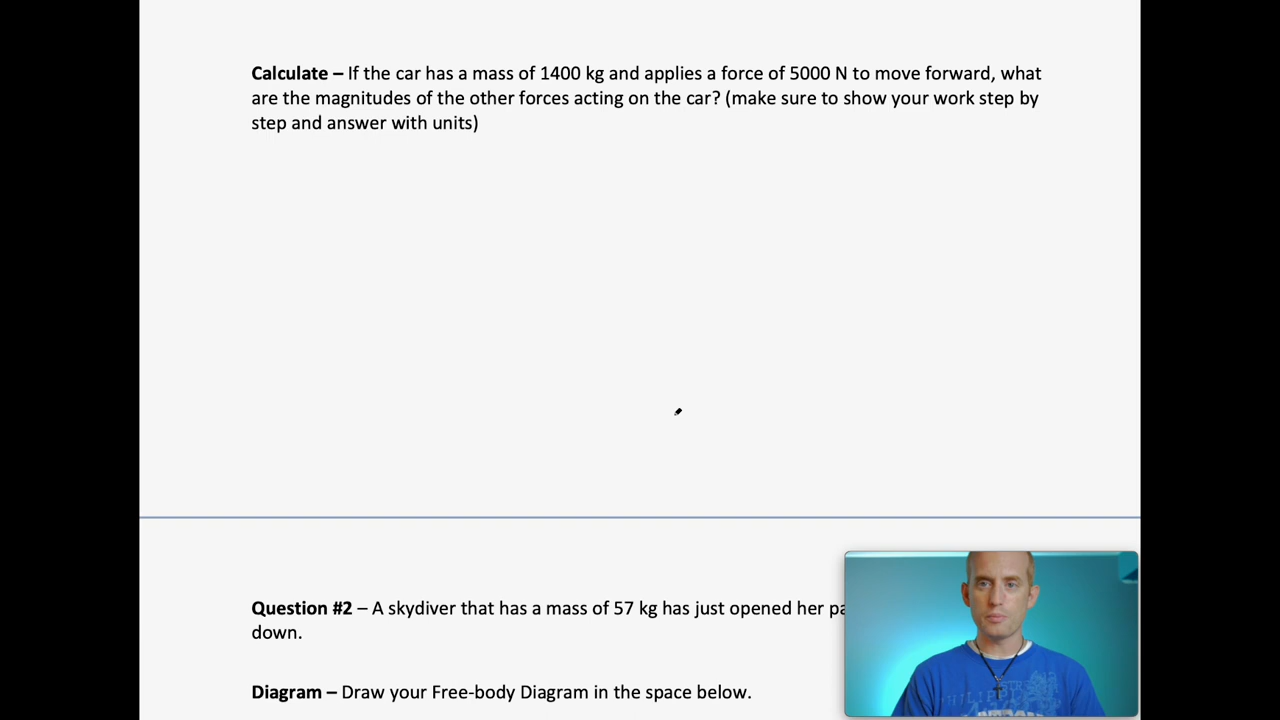 Calculate – If the car has a mass of 1400 kg and applies a force of 5000 N to move forward, what
are the magnitudes of the other forces acting on the car? (make sure to show your work step by
step and answer with units)
Question #2 – A skydiver that has a mass of 57 kg has just opened her
down.
Diagram – Draw your Free-body Diagram in the space below.